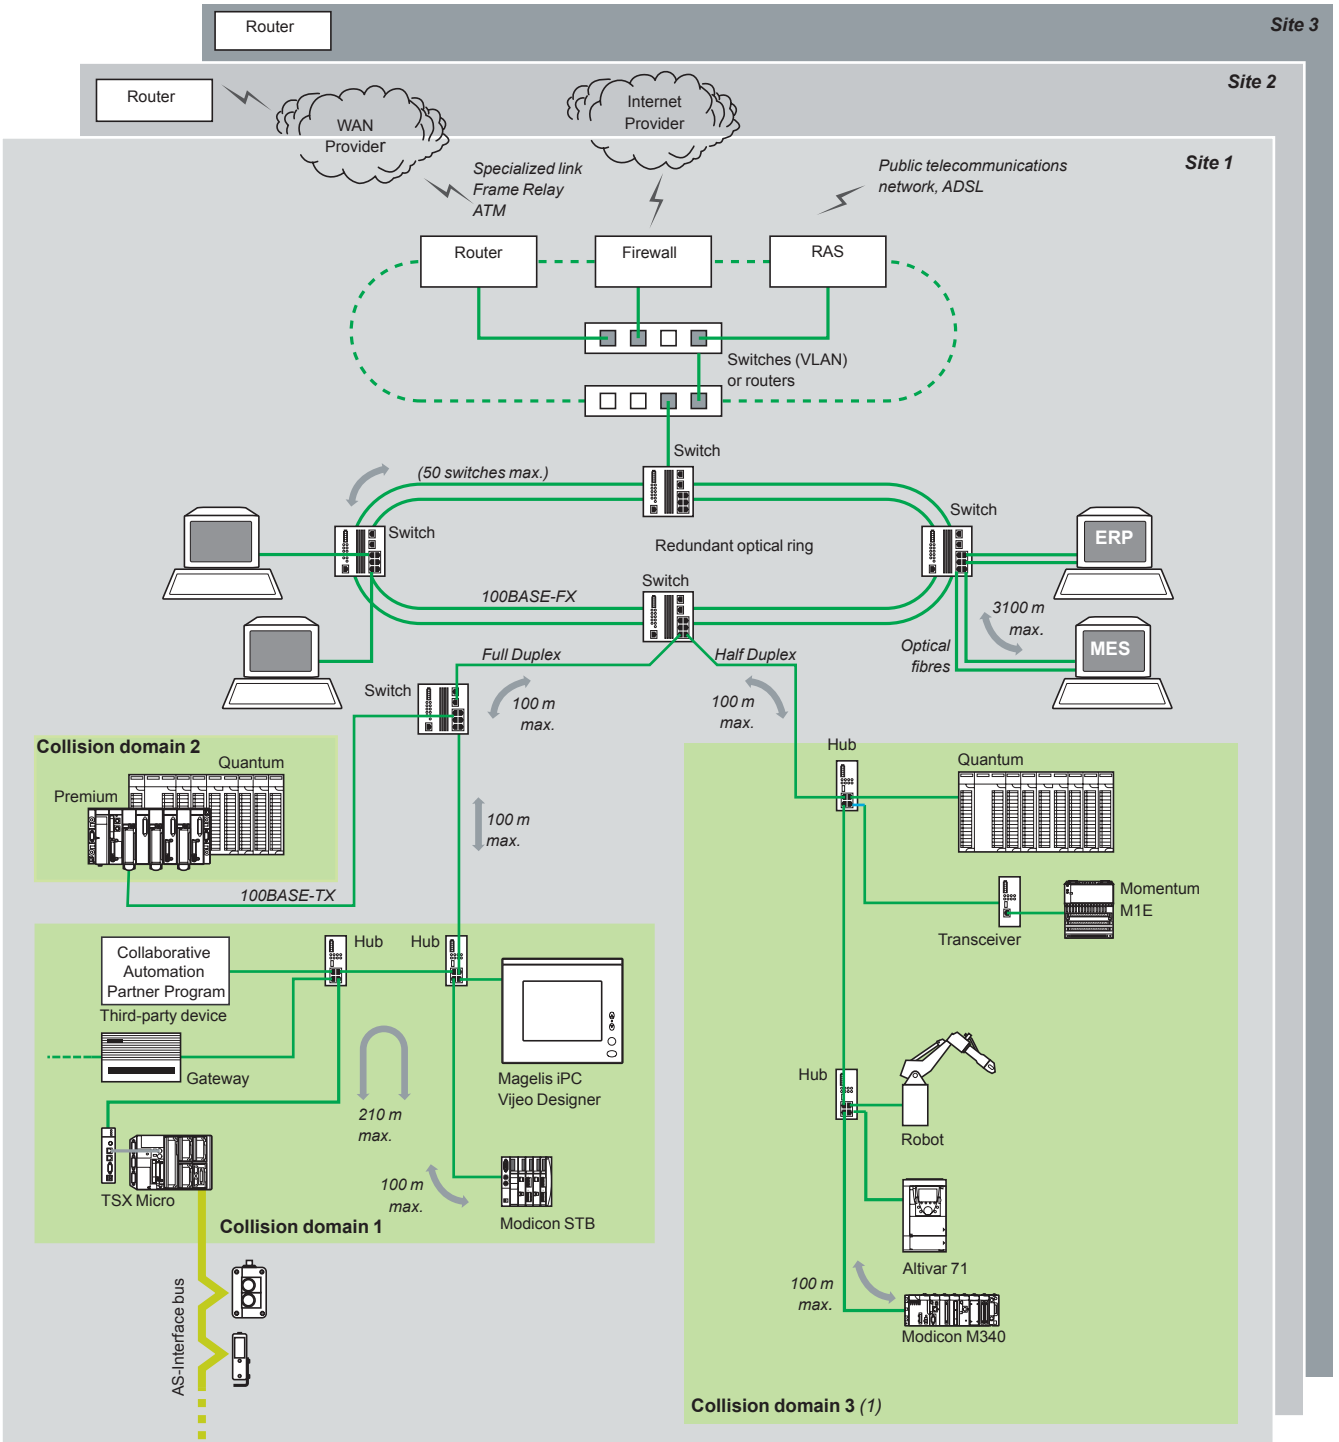 Router
Site 3
Router
Site 2
WAN
Provider
Internet
Provider
Site 1
Specialized link
Frame Relay
ATM
Public telecommunications
network, ADSL
Router
Firewall
RAS
Switches (VLAN)
or routers
Switch
(50 switches max.)
Switch
Switch
ERP
Redundant optical ring
Switch
100BASE-FX
3100 m
max.
Optical
fibres
MES
Full Duplex
Half Duplex
Switch
100 m
max.
100 m
max.
Collision domain 2
Quantum
Premium
Hub
Quantum
100 m
max.
100BASE-TX
Momentum
M1E
Transceiver
Collaborative
Automation
Partner Program
Hub
Hub
Third-party device
Gateway
Magelis iPC
Vijeo Designer
210 m
max.
Hub
Robot
TSX Micro
100 m
max.
Modicon STB
Collision domain 1
Altivar 71
100 m
max.
Modicon M340
AS-Interface bus
Collision domain 3 (1)